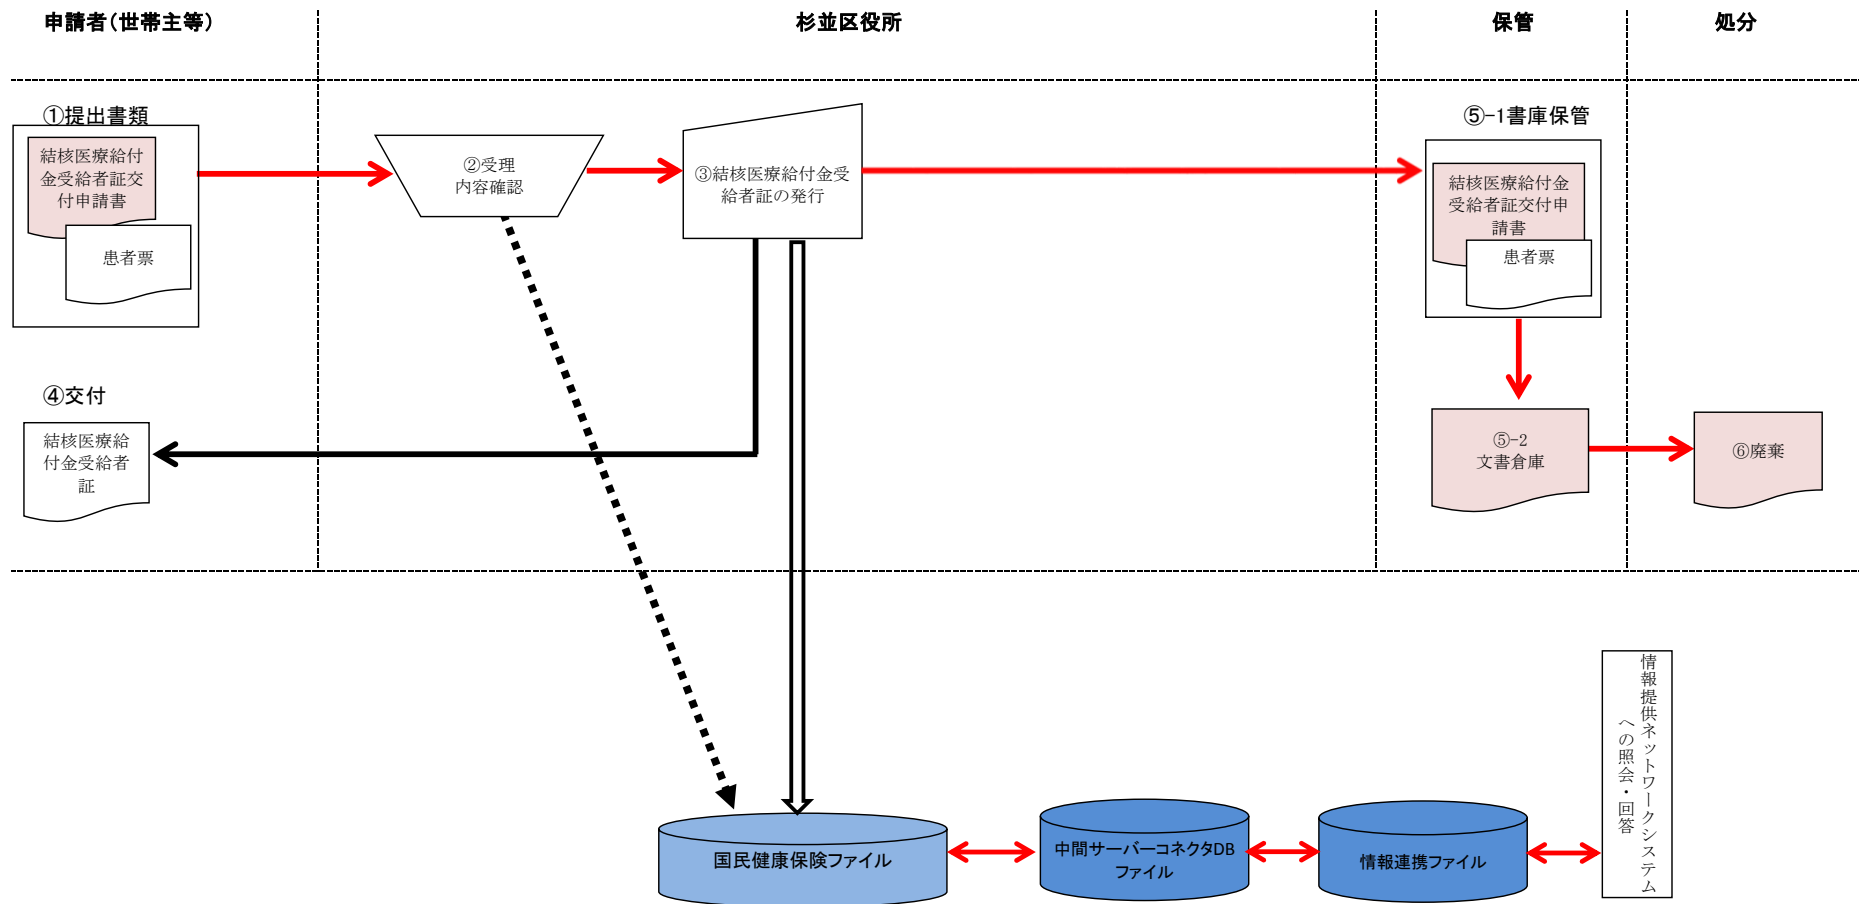 申請者（世帯主等）
杉並区役所
保管
処分
①提出書類
結核医療給付
金受給者証交
付申請書
患者票
②受理
内容確認
③結核医療給付金受
給者証の発行
⑤-1書庫保管
結核医療給付金
受給者証交付申
請書
患者票
④交付
結核医療給
付金受給者
証
⑤-2
文書倉庫
⑥廃棄
国民健康保険ファイル
中間サーバーコネクタDB
ファイル
情報連携ファイル
情報提供ネットワークシステム
への照会・回答